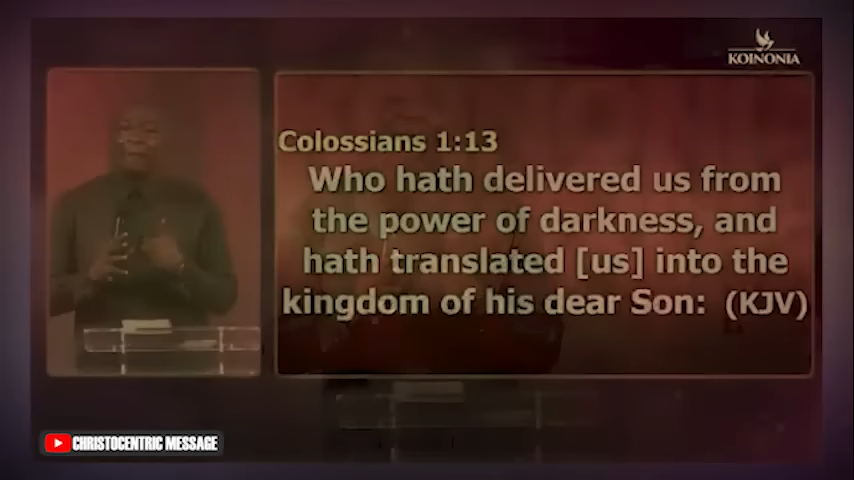 KOINONIA
Colossians 1:13
Who hath delivered us from
the power of darkness, and
hath translated [us] into the
kingdom of his dear Son: (KJV)
CHRISTOCENTRIC MESSAGE